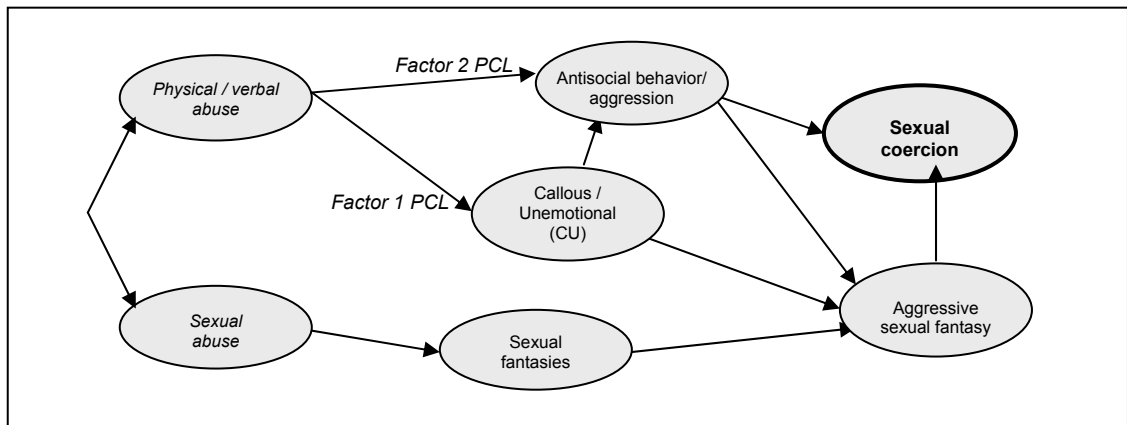 Factor 2 PCL
Physical / verbal
abuse
Antisocial behavior/
aggression
Sexual
coercion
Factor 1 PCL
Callous /
Unemotional
(CU)
Sexual
abuse
Sexual
fantasies
Aggressive
sexual fantasy